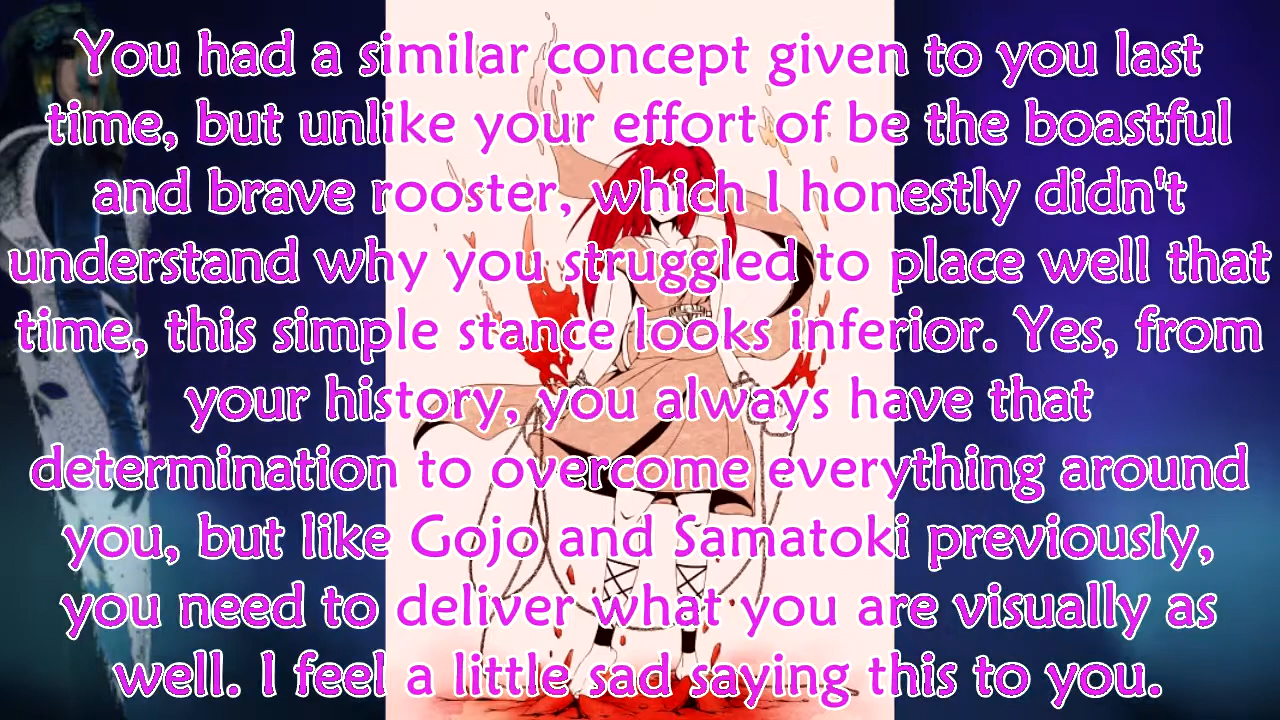 You had a similar concept given to you last
time, but unlike your effort of be the boastful
and brave rooster, which I honestly didn't
understand why you struggled to place well that
time, this simple stance looks inferior. Yes, from
your history, you always have that
determination to overcome everything around
you, but like Gojo and Samatoki previously,
you need to deliver what you are visually as
well. I feel a little sad saying this to you.